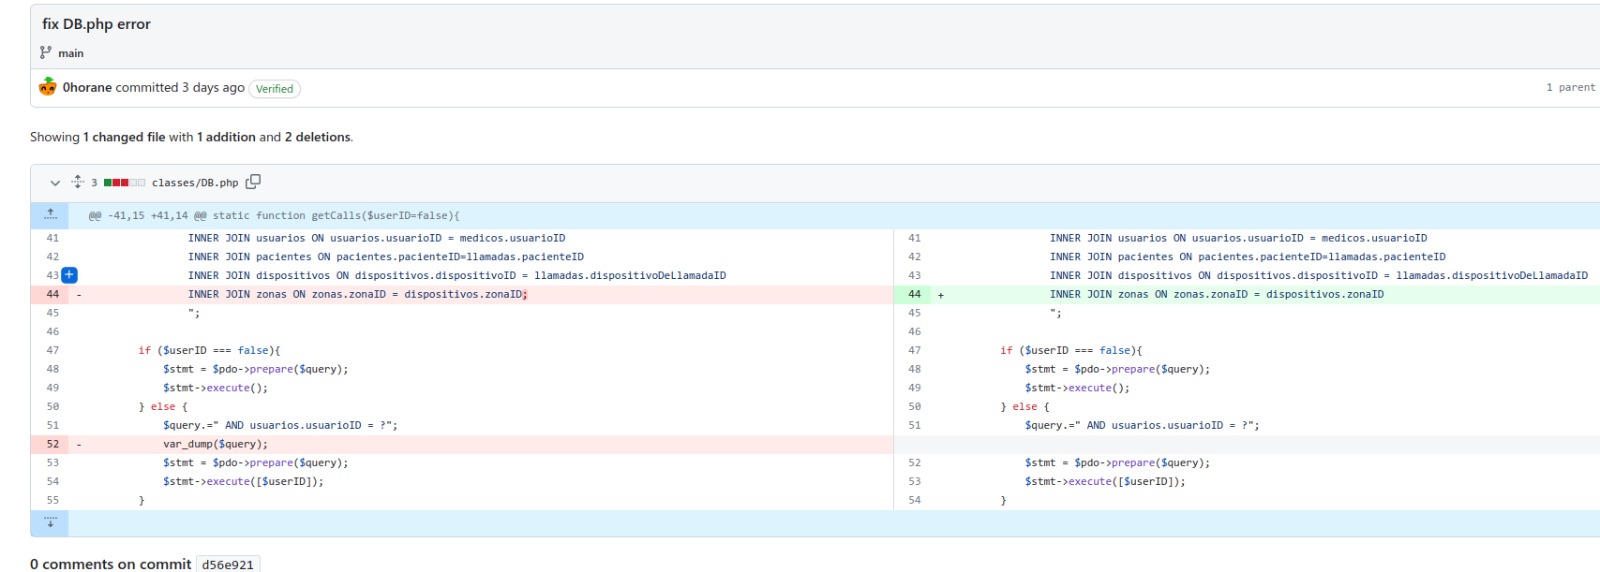 fix DB.php error
main
0horane committed 3 days ago Verified
1 parent
Showing 1 changed file with 1 addition and 2 deletions.
3 classes/DB.php
@@ -41,15 +41,14 @@ static function getCalls($userID=false){
41 INNER JOIN usuarios ON usuarios.usuarioID = medicos.usuarioID
42 INNER JOIN pacientes ON pacientes.pacienteID=llamadas.pacienteID
43 + INNER JOIN dispositivos ON dispositivos.dispositivoID = llamadas.dispositivoDeLlamadaID
44 - INNER JOIN zonas ON zonas.zonaID = dispositivos.zonaID;
45 ";
46
47 if ($userID === false){
48 $stmt = $pdo->prepare($query);
49 $stmt->execute();
50 } else {
51 $query.=" AND usuarios.usuarioID = ?";
52 - var_dump($query);
53 $stmt = $pdo->prepare($query);
54 $stmt->execute([$userID]);
55 }
41 INNER JOIN usuarios ON usuarios.usuarioID = medicos.usuarioID
42 INNER JOIN pacientes ON pacientes.pacienteID=llamadas.pacienteID
43 INNER JOIN dispositivos ON dispositivos.dispositivoID = llamadas.dispositivoDeLlamadaID
44 + INNER JOIN zonas ON zonas.zonaID = dispositivos.zonaID
45 ";
46
47 if ($userID === false){
48 $stmt = $pdo->prepare($query);
49 $stmt->execute();
50 } else {
51 $query.=" AND usuarios.usuarioID = ?";
52 $stmt = $pdo->prepare($query);
53 $stmt->execute([$userID]);
54 }
0 comments on commit d56e921